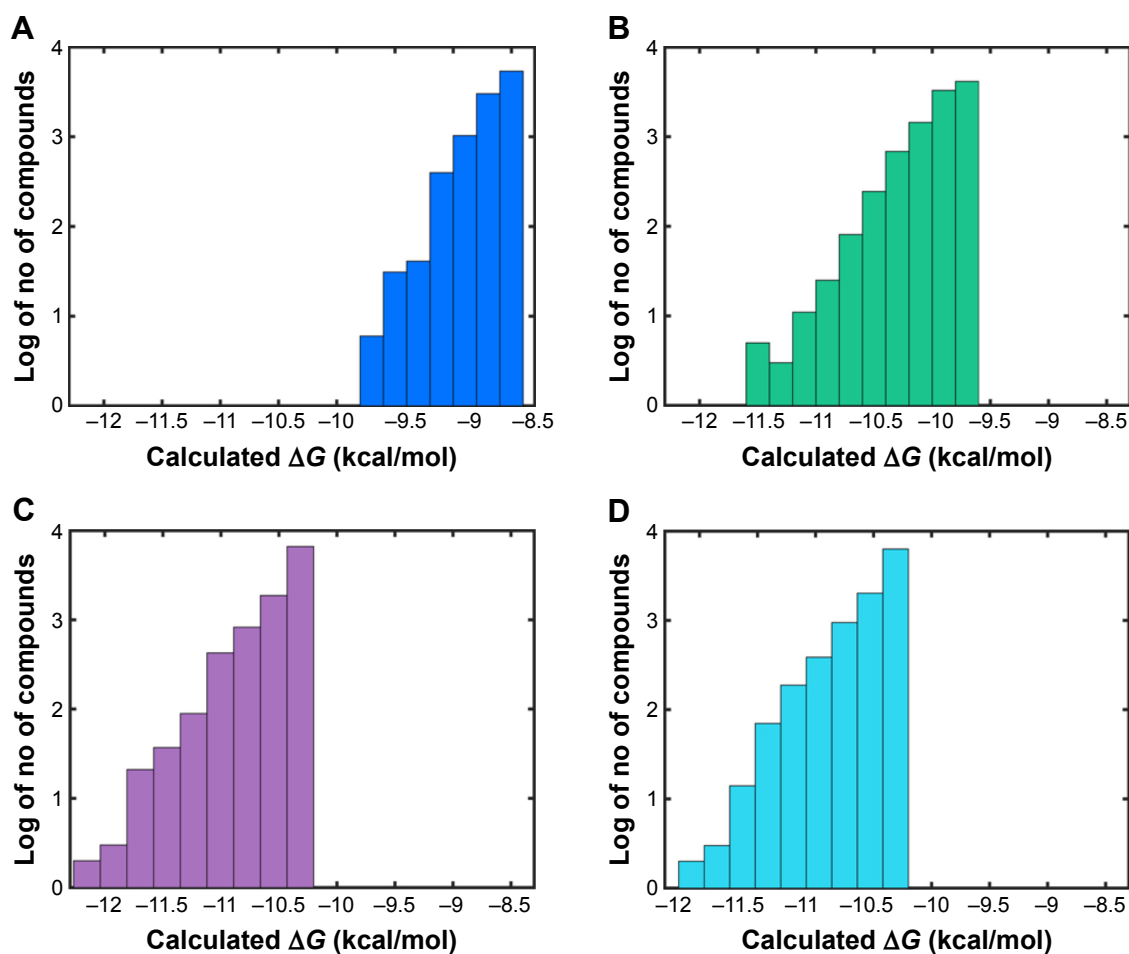 A
B
4
3
2
1
0
Log of no of compounds
–12 –11.5 –11 –10.5 –10 –9.5 –9 –8.5
Calculated ΔG (kcal/mol)
4
3
2
1
0
Log of no of compounds
–12 –11.5 –11 –10.5 –10 –9.5 –9 –8.5
Calculated ΔG (kcal/mol)
C
D
4
3
2
1
0
Log of no of compounds
–12 –11.5 –11 –10.5 –10 –9.5 –9 –8.5
Calculated ΔG (kcal/mol)
4
3
2
1
0
Log of no of compounds
–12 –11.5 –11 –10.5 –10 –9.5 –9 –8.5
Calculated ΔG (kcal/mol)